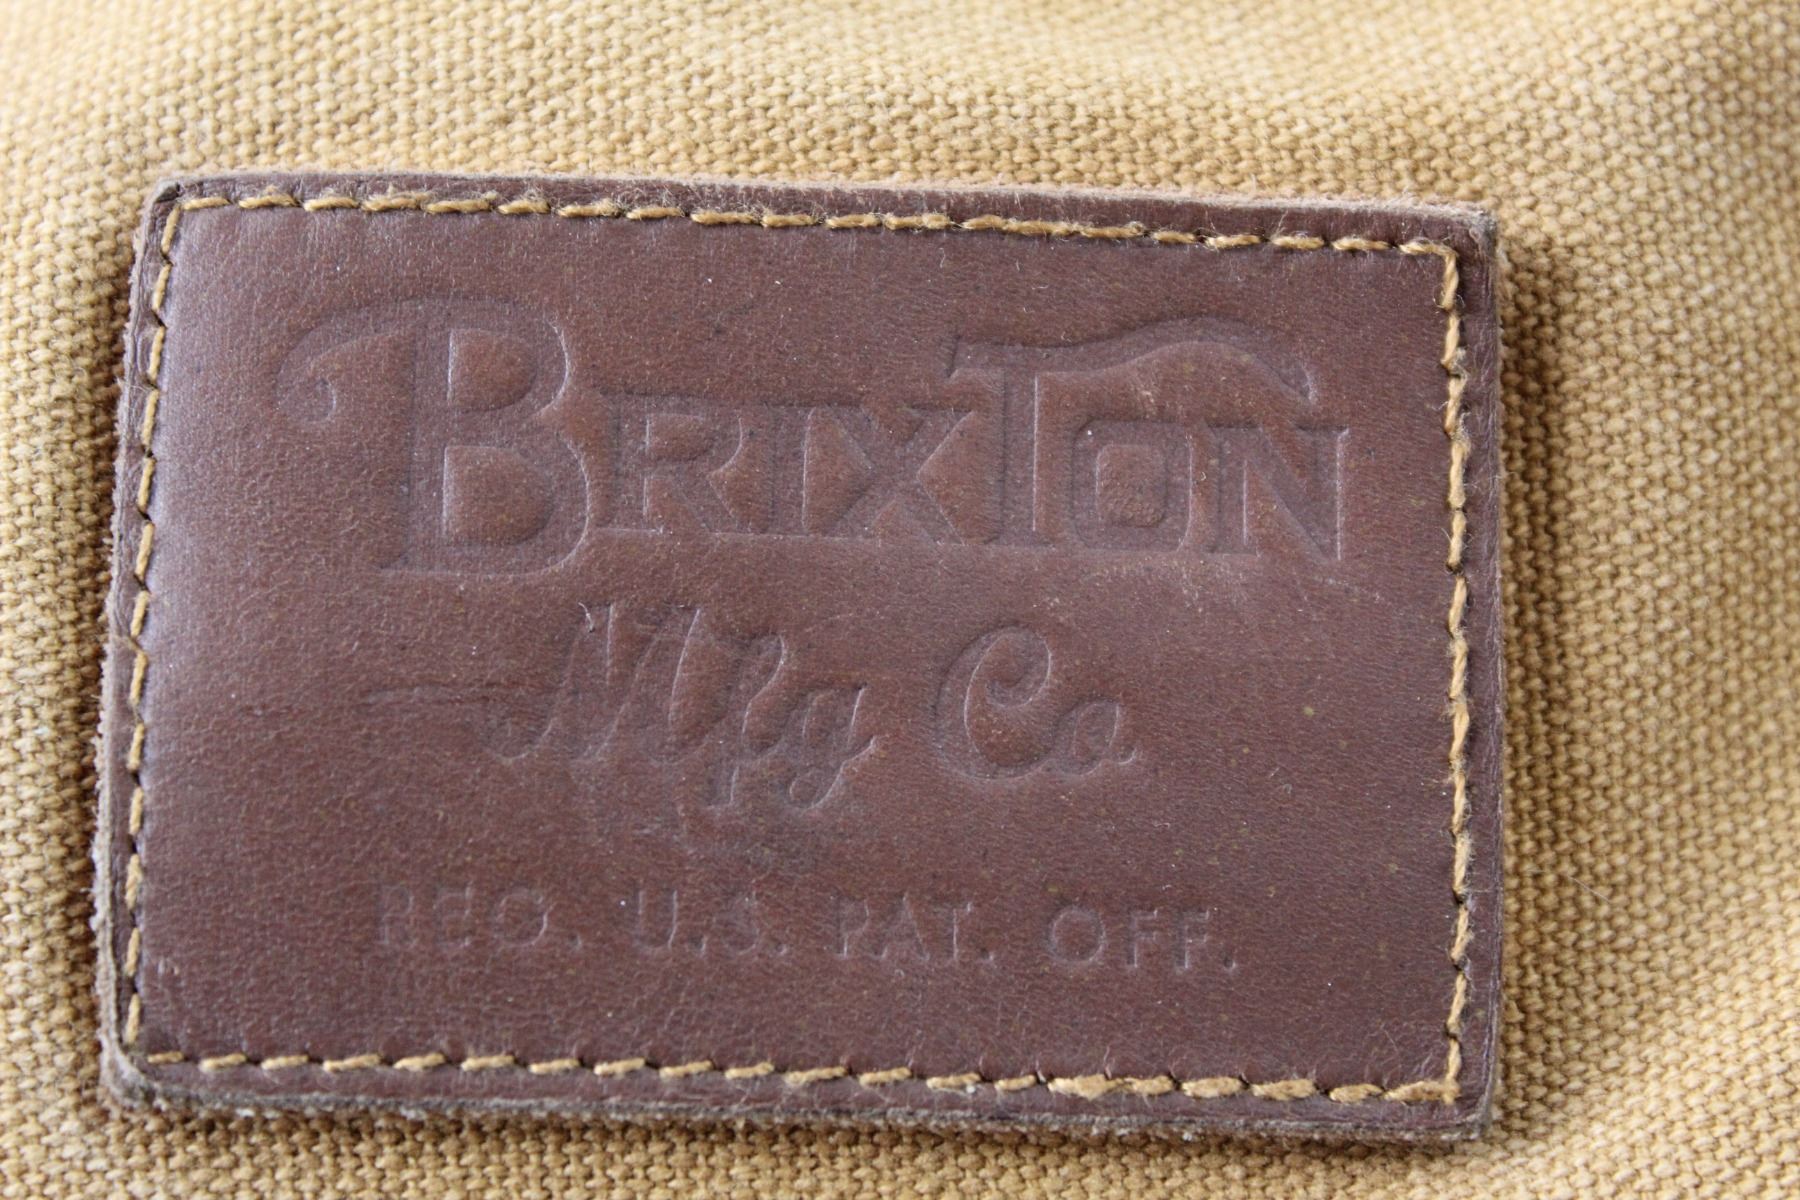 BRIXTON
Mfg Co
REG. U.S. PAT. OFF.